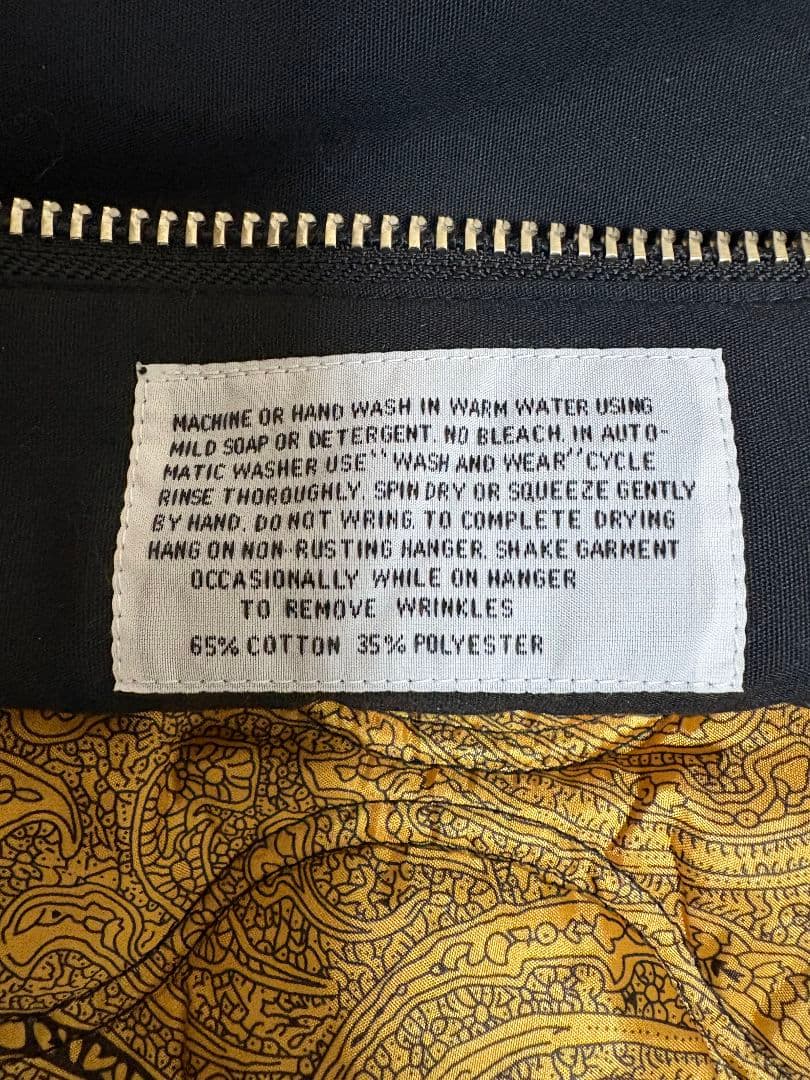 MACHINE OR HAND WASH IN WARM WATER USING
MILD SOAP OR DETERGENT. NO BLEACH. IN AUTO-
MATIC WASHER USE "WASH AND WEAR" CYCLE
RINSE THOROUGHLY. SPIN DRY OR SQUEEZE GENTLY
BY HAND. DO NOT WRING. TO COMPLETE DRYING
HANG ON NON-RUSTING HANGER. SHAKE GARMENT
OCCASIONALLY WHILE ON HANGER
TO REMOVE WRINKLES
65% COTTON 35% POLYESTER